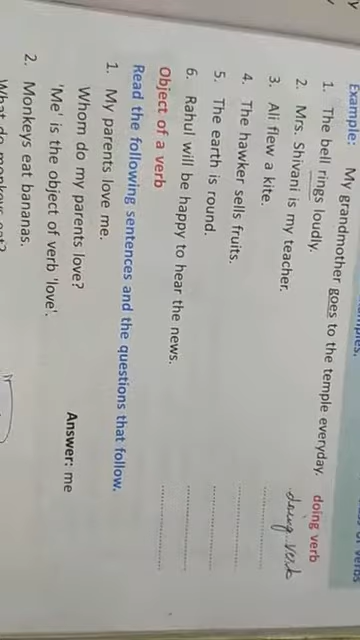 Example: My grandmother goes to the temple everyday. doing verb
1. The bell rings loudly. doing verb
2. Mrs. Shivani is my teacher.
3. Ali flew a kite.
4. The hawker sells fruits.
5. The earth is round.
6. Rahul will be happy to hear the news.
Object of a verb
Read the following sentences and the questions that follow.
1. My parents love me.
Whom do my parents love? Answer: me
'Me' is the object of verb 'love'.
2. Monkeys eat bananas.
What do monkeys eat?